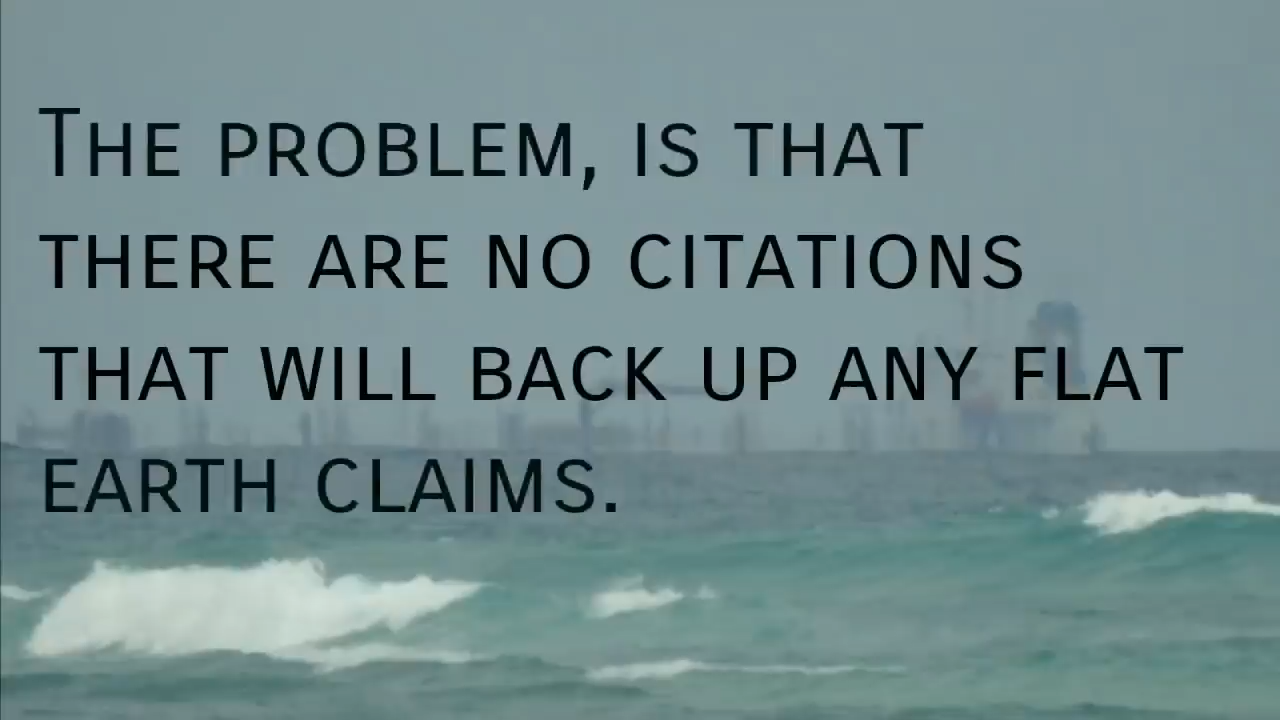 The problem, is that
there are no citations
that will back up any flat
earth claims.